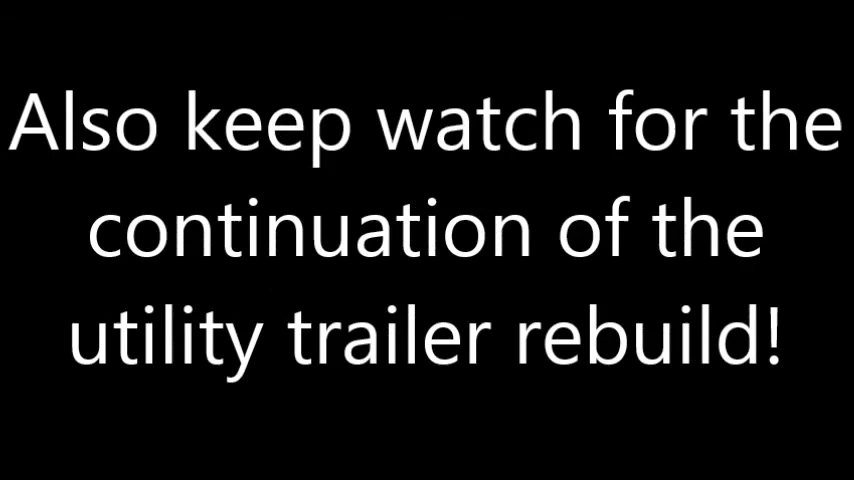 Also keep watch for the
continuation of the
utility trailer rebuild!